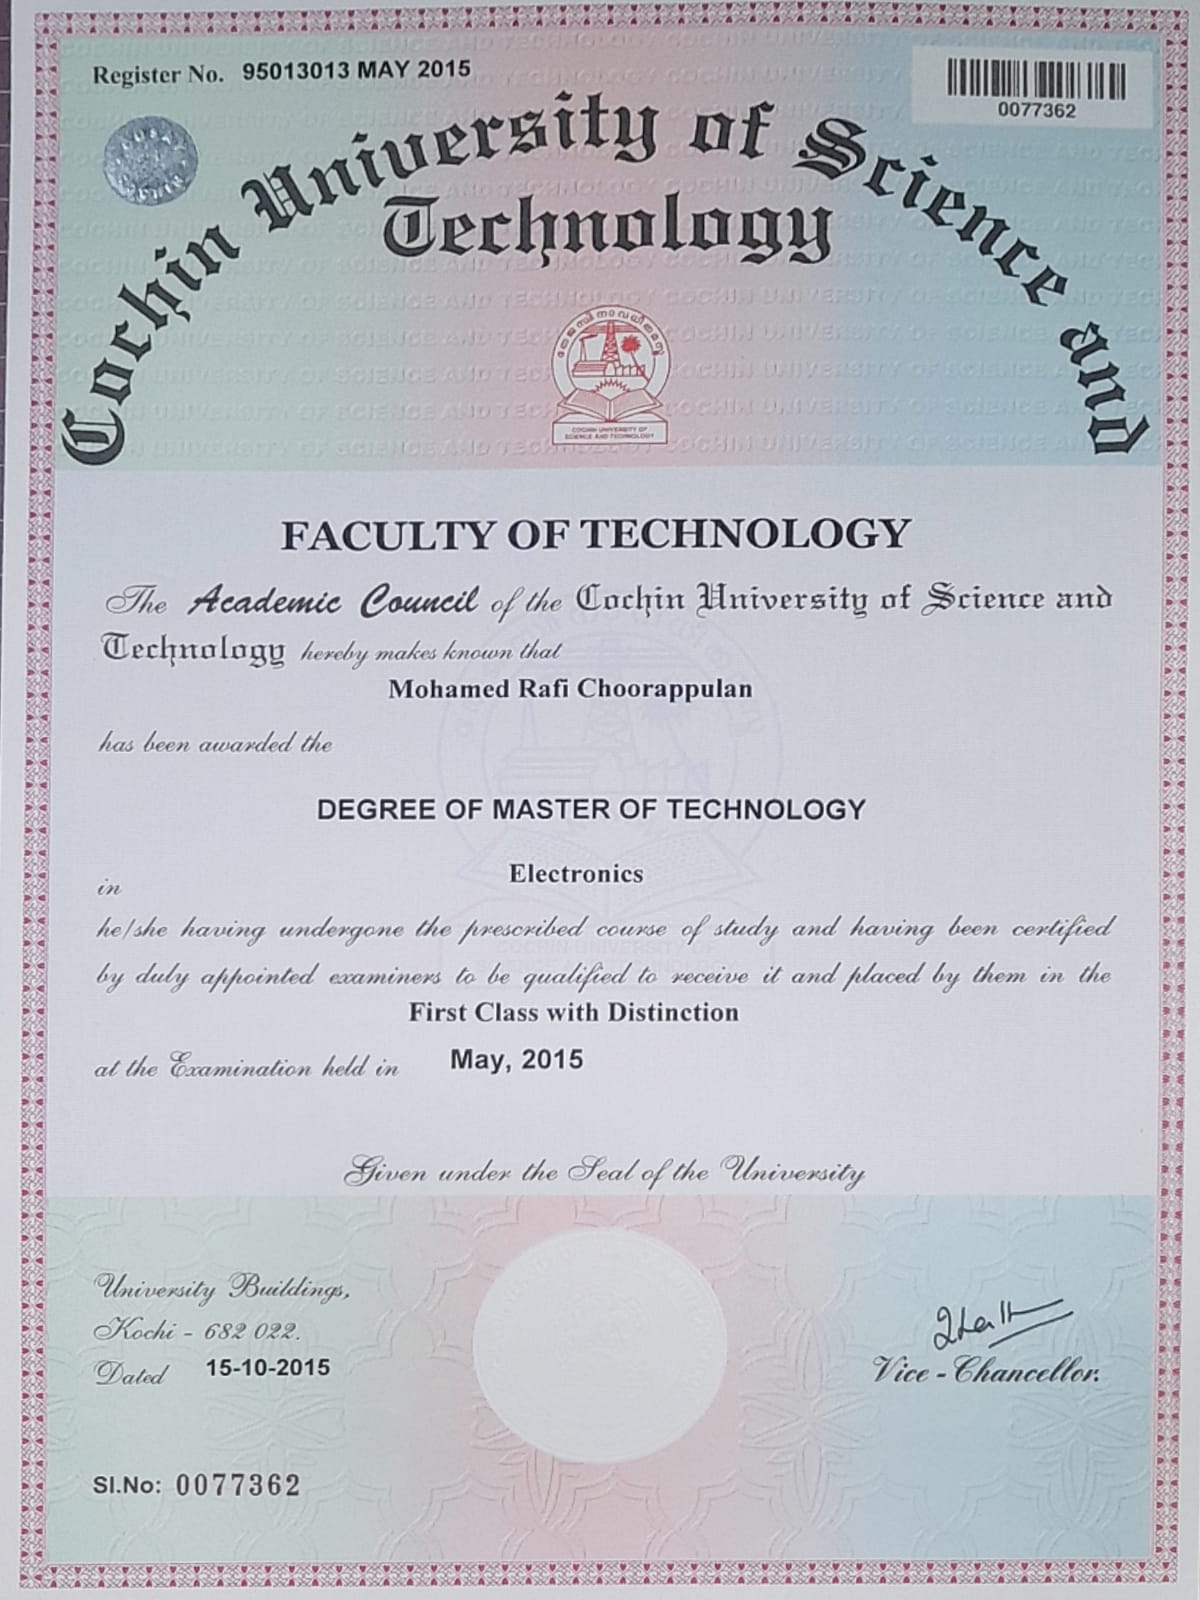 Register No. 95013013 MAY 2015
0077362
Cochin University of Science and
Technology
COCHIN UNIVERSITY OF
SCIENCE AND TECHNOLOGY
FACULTY OF TECHNOLOGY
The Academic Council of the Cochin University of Science and
Technology hereby makes known that
Mohamed Rafi Choorappulan
has been awarded the
DEGREE OF MASTER OF TECHNOLOGY
Electronics
in
he/she having undergone the prescribed course of study and having been certified
by duly appointed examiners to be qualified to receive it and placed by them in the
First Class with Distinction
at the Examination held in May, 2015
Given under the Seal of the University
University Buildings,
Kochi - 682 022.
Dated 15-10-2015
Vice - Chancellor.
Sl.No: 0077362